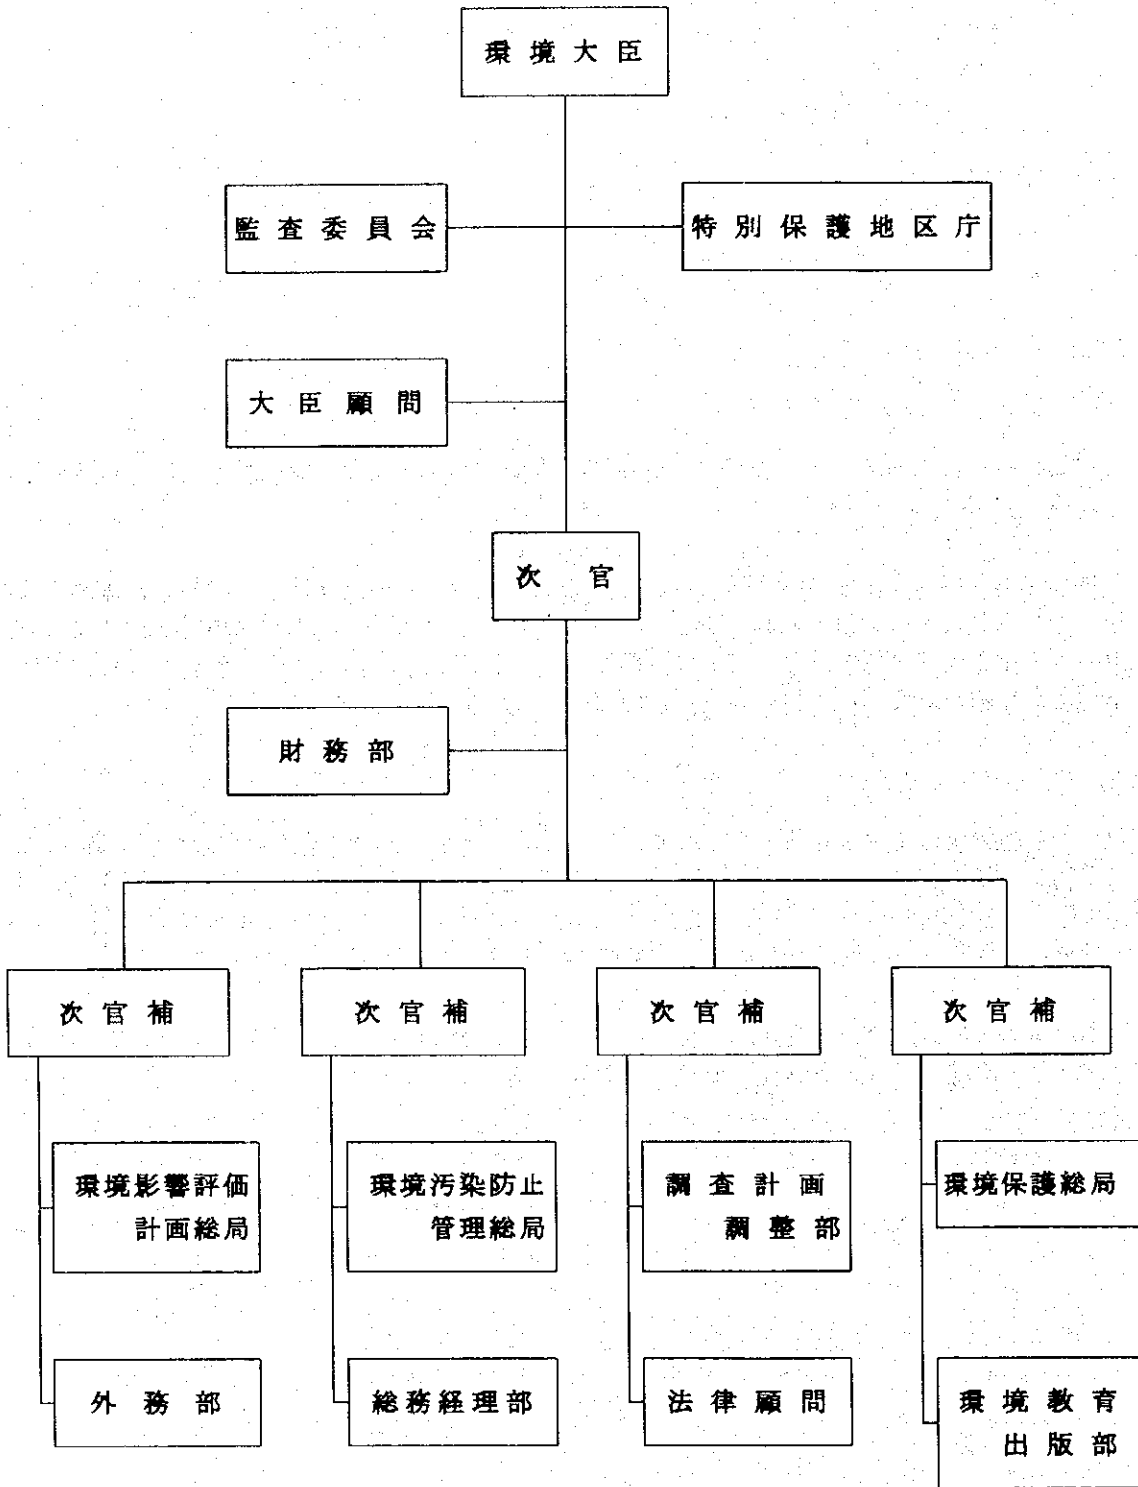 環境大臣
監査委員会
特別保護地区庁
大臣顧問
次官
財務部
次官補
次官補
次官補
次官補
環境影響評価
計画総局
環境汚染防止
管理総局
調査計画
調整部
環境保護総局
外務部
総務経理部
法律顧問
環境教育
出版部